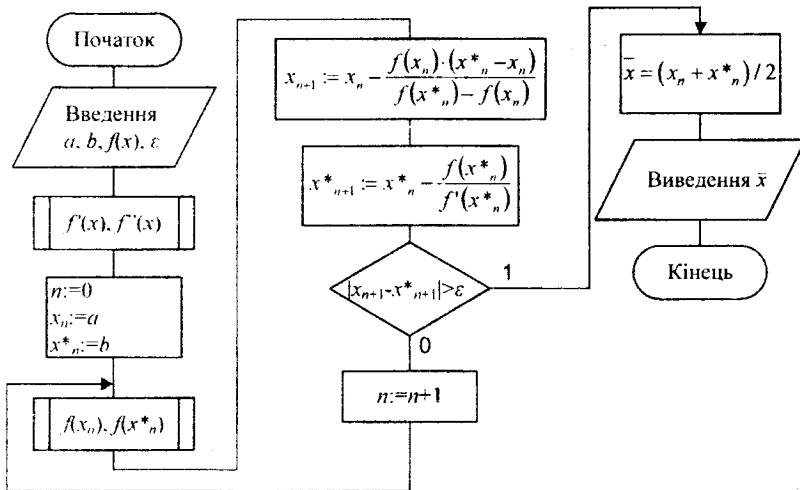 Початок
Введення
a, b, f(x), ε
f'(x), f''(x)
n:=0
xₙ:=a
x*ₙ:=b
f(xₙ), f(x*ₙ)
xₙ₊₁ := xₙ − f(xₙ)·(x*ₙ − xₙ) / f(x*ₙ) − f(xₙ)
x*ₙ₊₁ := x*ₙ − f(x*ₙ) / f'(x*ₙ)
|xₙ₊₁-x*ₙ₊₁|>ε
1
0
n:=n+1
x̄ = (xₙ + x*ₙ) / 2
Виведення x̄
Кінець